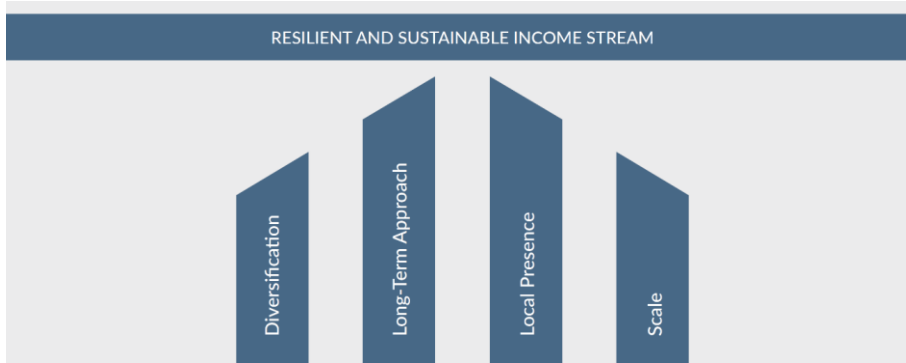 RESILIENT AND SUSTAINABLE INCOME STREAM
Diversification
Long-Term Approach
Local Presence
Scale